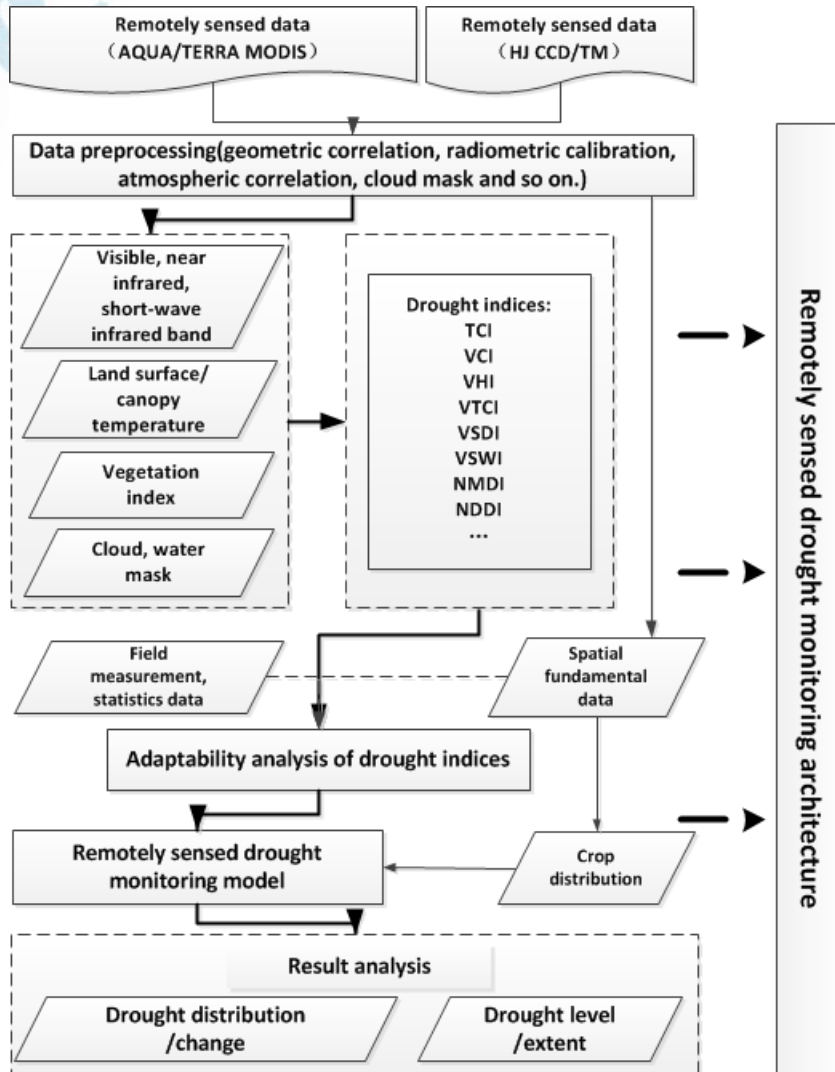 Remotely sensed data
（AQUA/TERRA MODIS）
Remotely sensed data
（HJ CCD/TM）
Data preprocessing(geometric correlation, radiometric calibration,
atmospheric correlation, cloud mask and so on.)
Visible, near
infrared,
short-wave
infrared band
Land surface/
canopy
temperature
Vegetation
index
Cloud, water
mask
Drought indices:
TCI
VCI
VHI
VTCI
VSDI
VSWI
NMDI
NDDI
...
Field
measurement,
statistics data
Spatial
fundamental
data
Adaptability analysis of drought indices
Remotely sensed drought
monitoring model
Crop
distribution
Result analysis
Drought distribution
/change
Drought level
/extent
Remotely sensed drought monitoring architecture